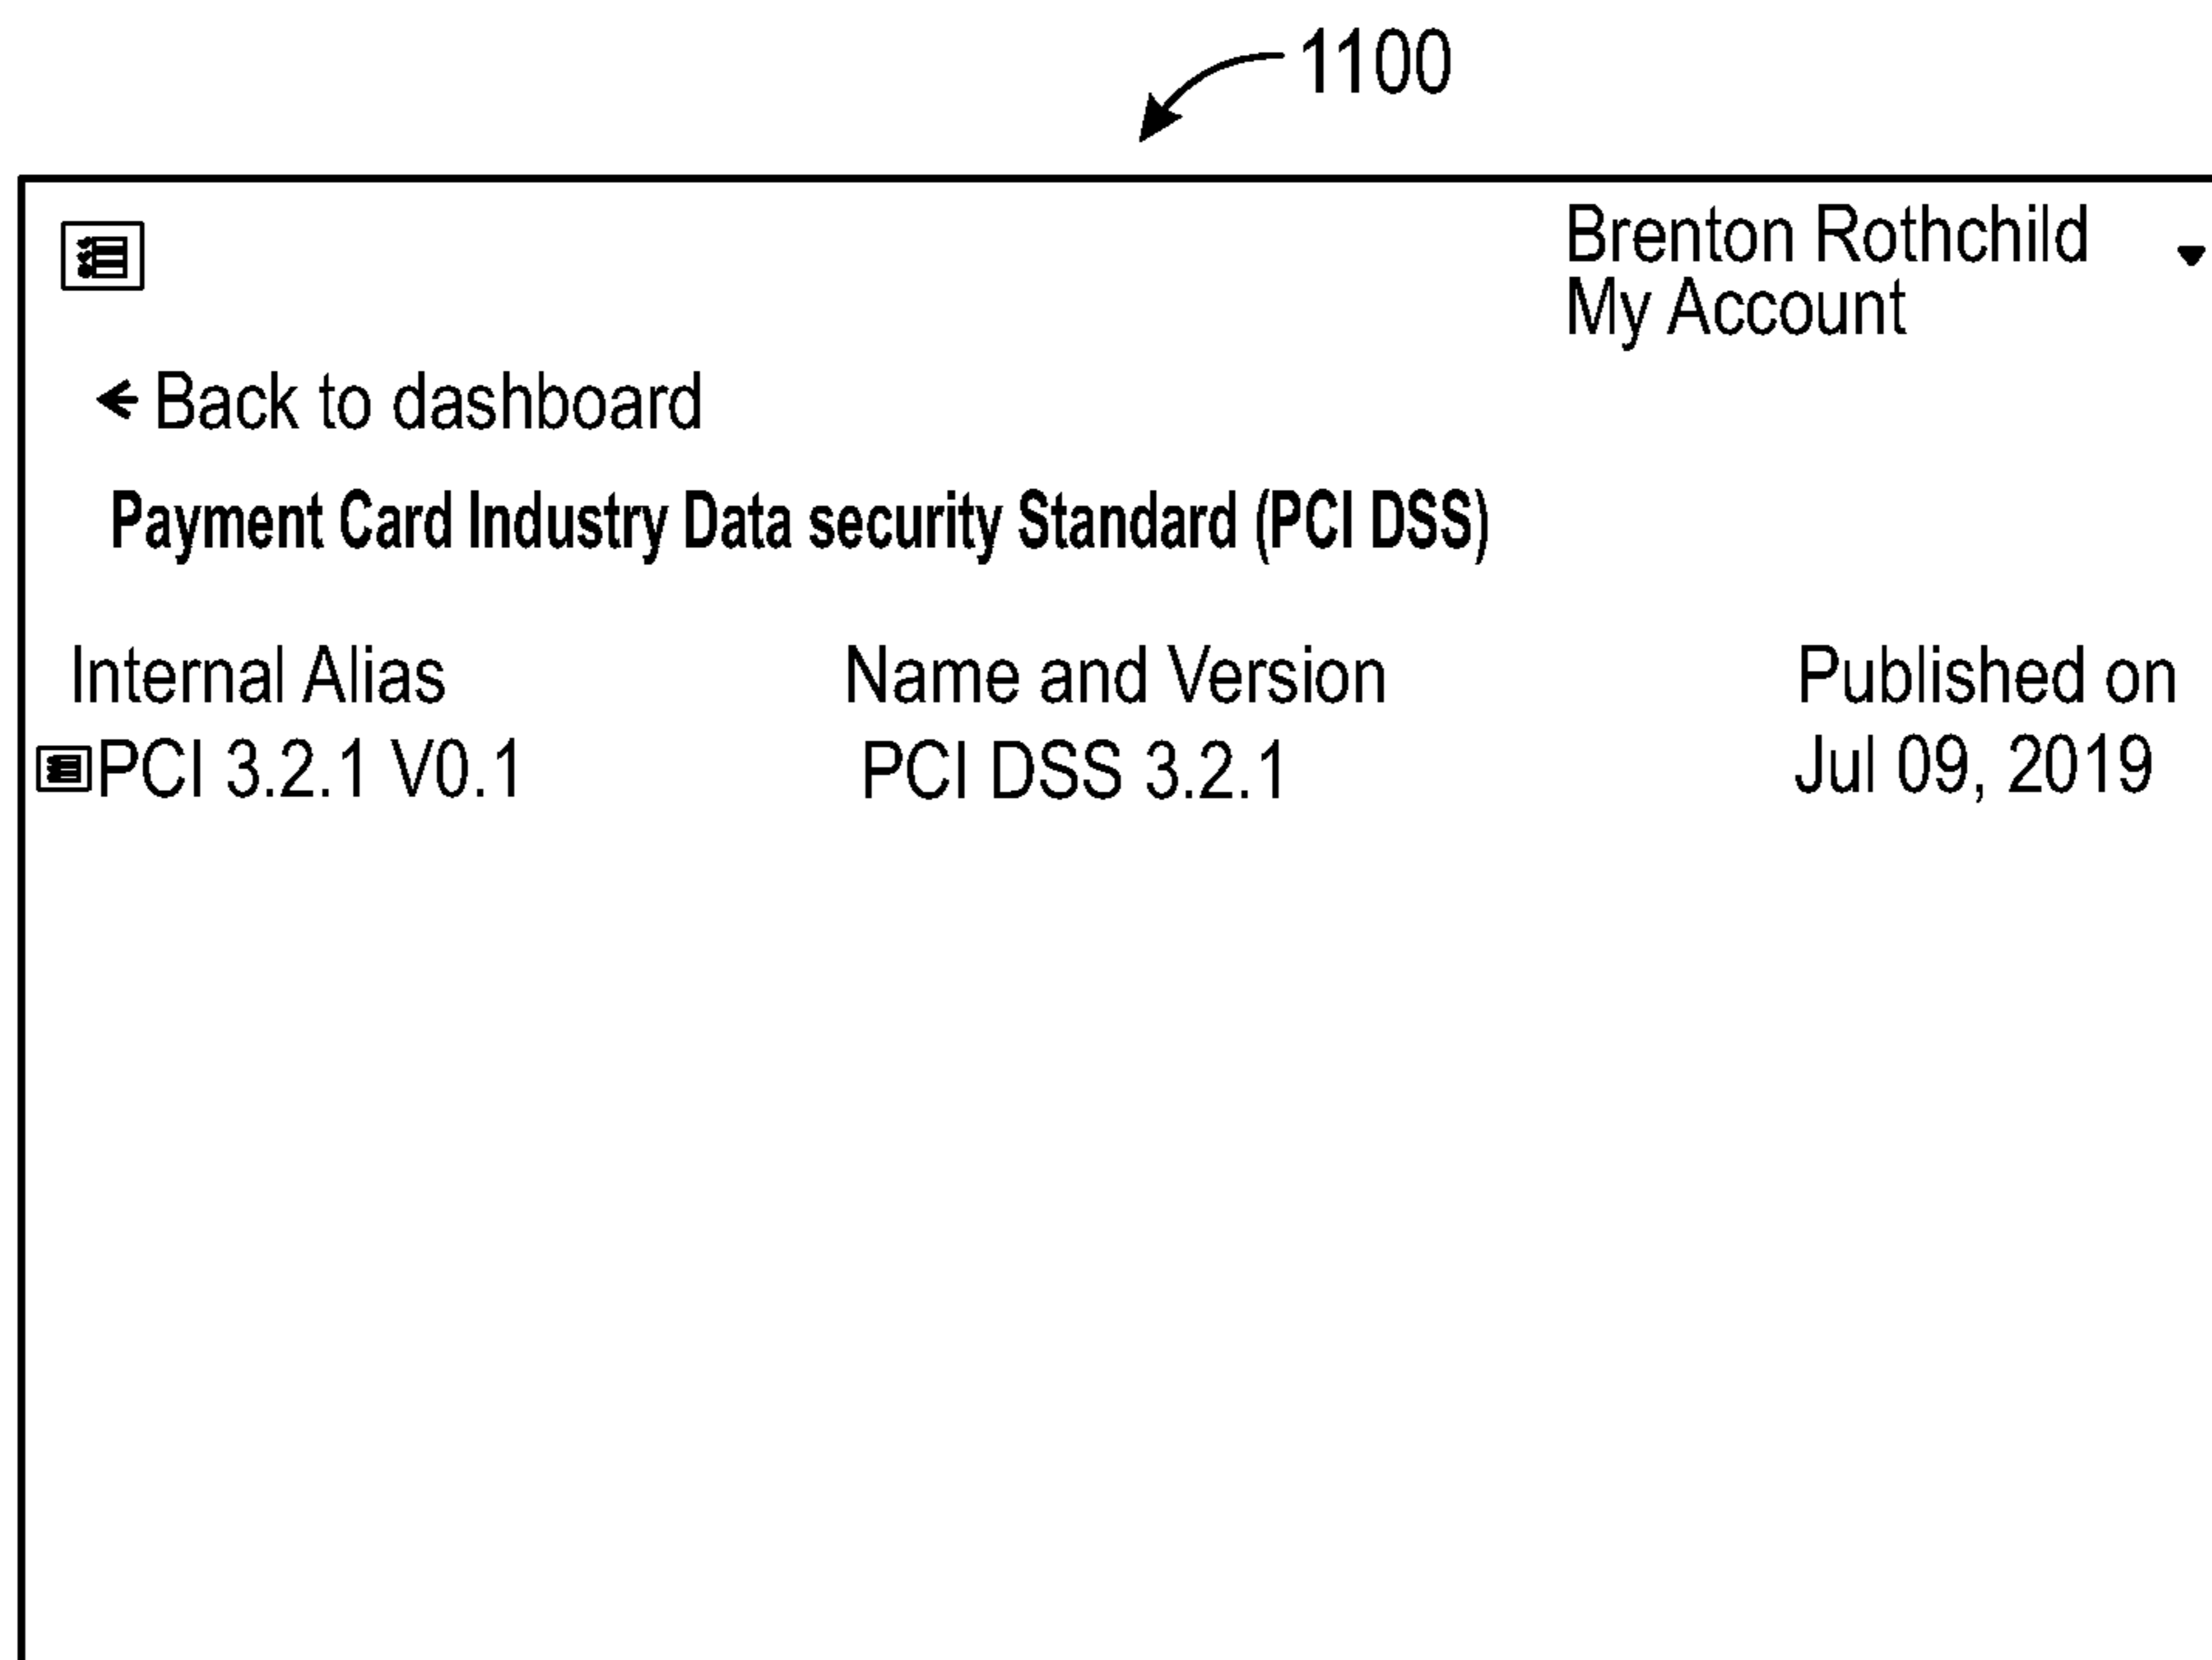 1100
Brenton Rothchild
My Account
Back to dashboard
Payment Card Industry Data security Standard (PCI DSS)
Internal Alias Name and Version Published on
PCI 3.2.1 V0.1 PCI DSS 3.2.1 Jul 09, 2019